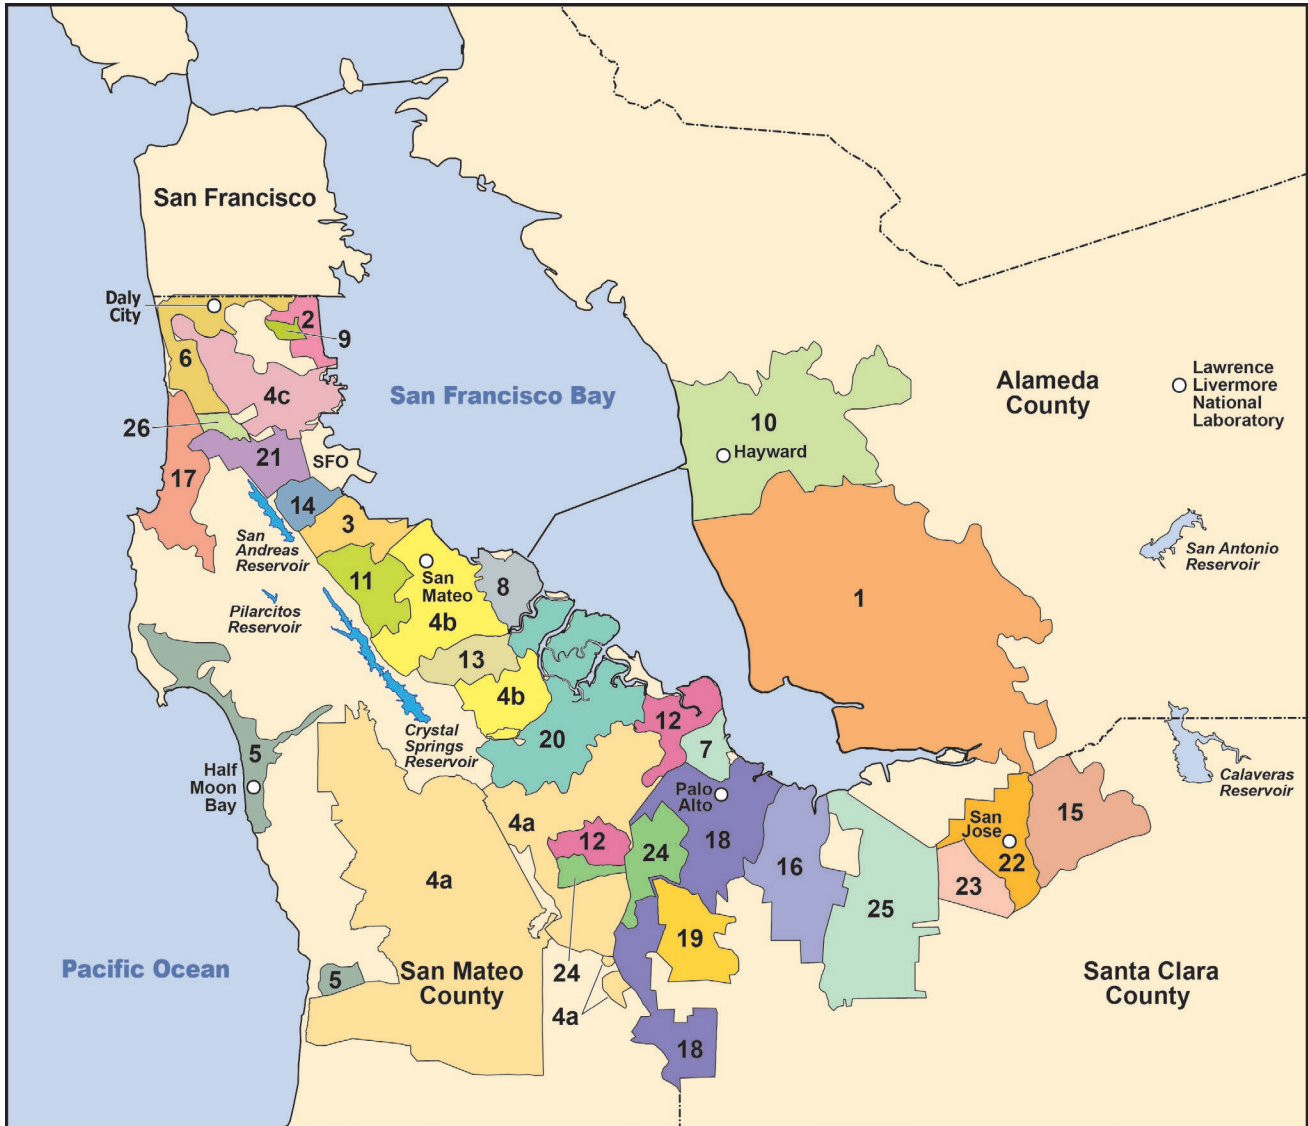 San Francisco
Daly
City
2
9
6
San Francisco Bay
4c
Alameda
County
Lawrence
Livermore
National
Laboratory
26
10
Hayward
21
SFO
17
14
3
San
Andreas
Reservoir
San Antonio
Reservoir
11
San
Mateo
8
1
Pilarcitos
Reservoir
4b
13
4b
12
Crystal
Springs
Reservoir
20
7
5
Half
Moon
Bay
Calaveras
Reservoir
Palo
Alto
15
4a
San
Jose
12
18
24
22
16
4a
23
25
19
Pacific Ocean
5
San Mateo
County
24
Santa Clara
County
4a
18